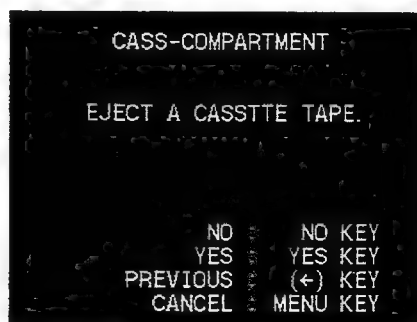 CASS-COMPARTMENT
EJECT A CASSTTE TAPE.
NO : NO KEY
YES : YES KEY
PREVIOUS : (←) KEY
CANCEL : MENU KEY